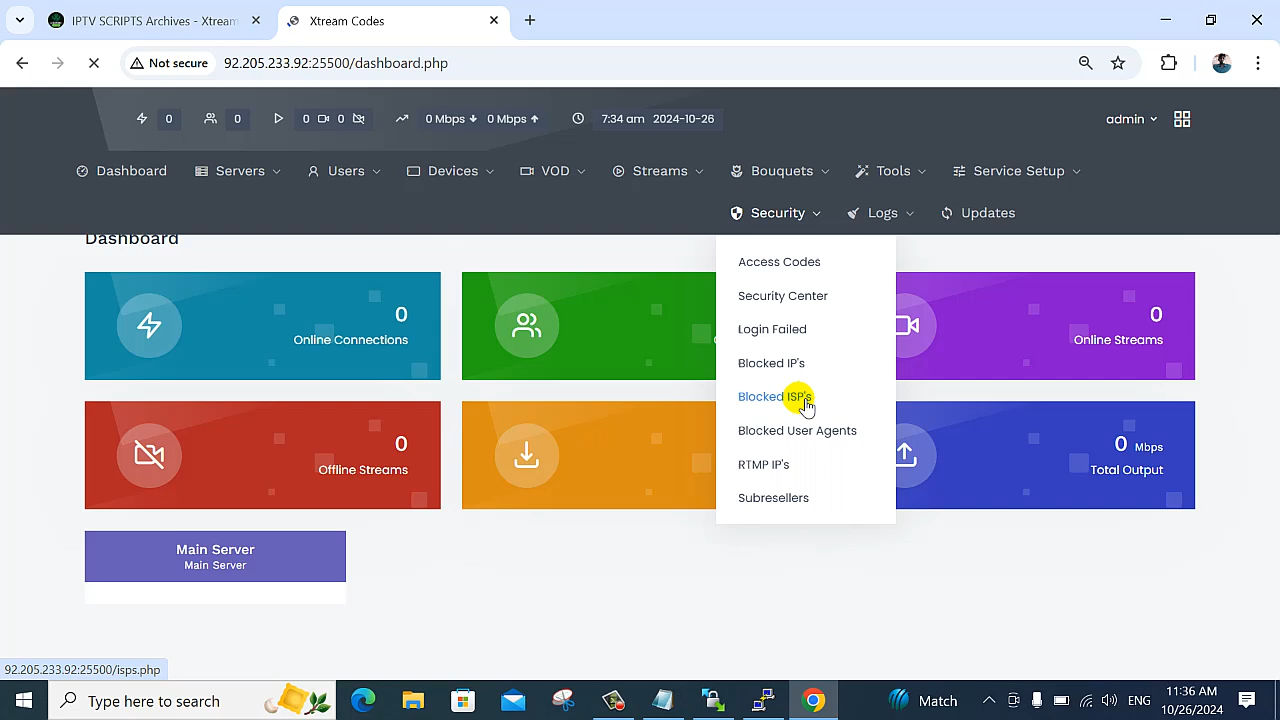 IPTV SCRIPTS Archives - Xtream
Xtream Codes
Not secure
92.205.233.92:25500/dashboard.php
0
0
0
0
0 Mbps
0 Mbps
7:34 am 2024-10-26
admin
Dashboard
Servers
Users
Devices
VOD
Streams
Bouquets
Tools
Service Setup
Security
Logs
Updates
Dashboard
Access Codes
Security Center
Login Failed
Blocked IP's
Blocked ISP's
Blocked User Agents
RTMP IP's
Subresellers
0
Online Connections
0
Online Streams
0
Offline Streams
0 Mbps
Total Output
Main Server
Main Server
92.205.233.92:25500/isps.php
Type here to search
Match
ENG
11:36 AM
10/26/2024